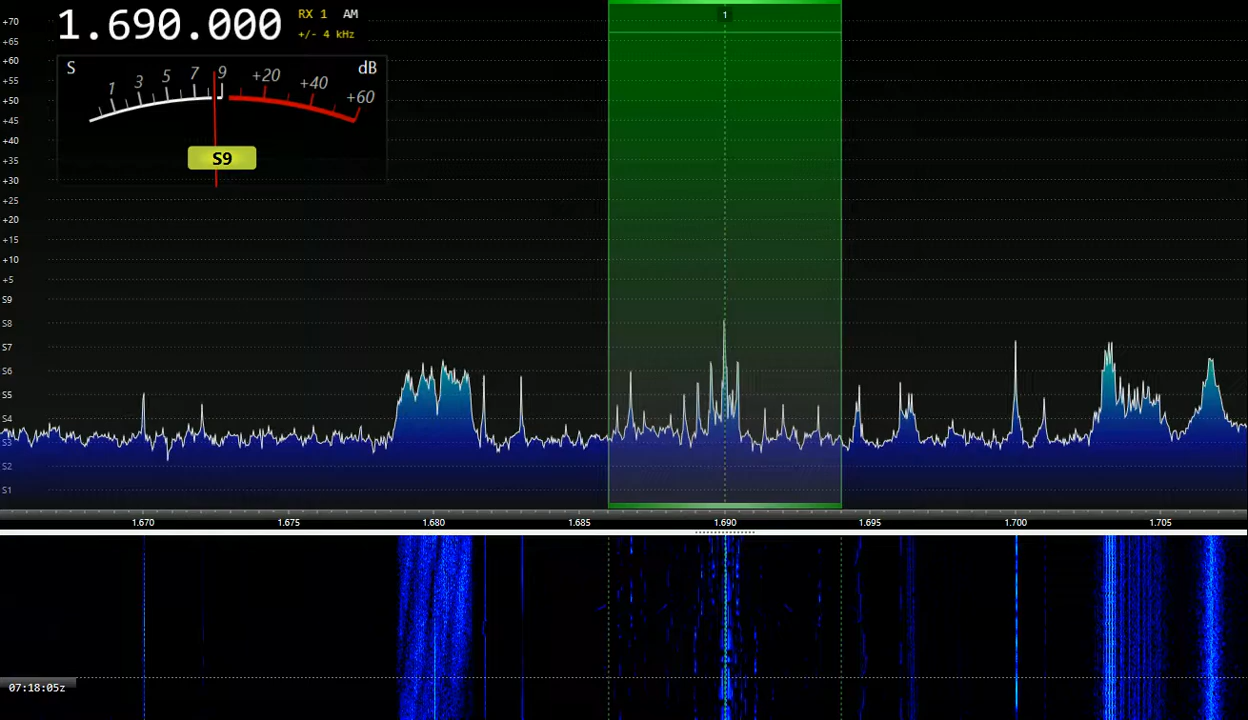 1.690.000 RX 1 AM
+/- 4 kHz
S 1 3 5 7 9 +20 +40 +60 dB
S9
1
+70
+65
+60
+55
+50
+45
+40
+35
+30
+25
+20
+15
+10
+5
S9
S8
S7
S6
S5
S4
S3
S2
S1
1.670 1.675 1.680 1.685 1.690 1.695 1.700 1.705
07:18:05z